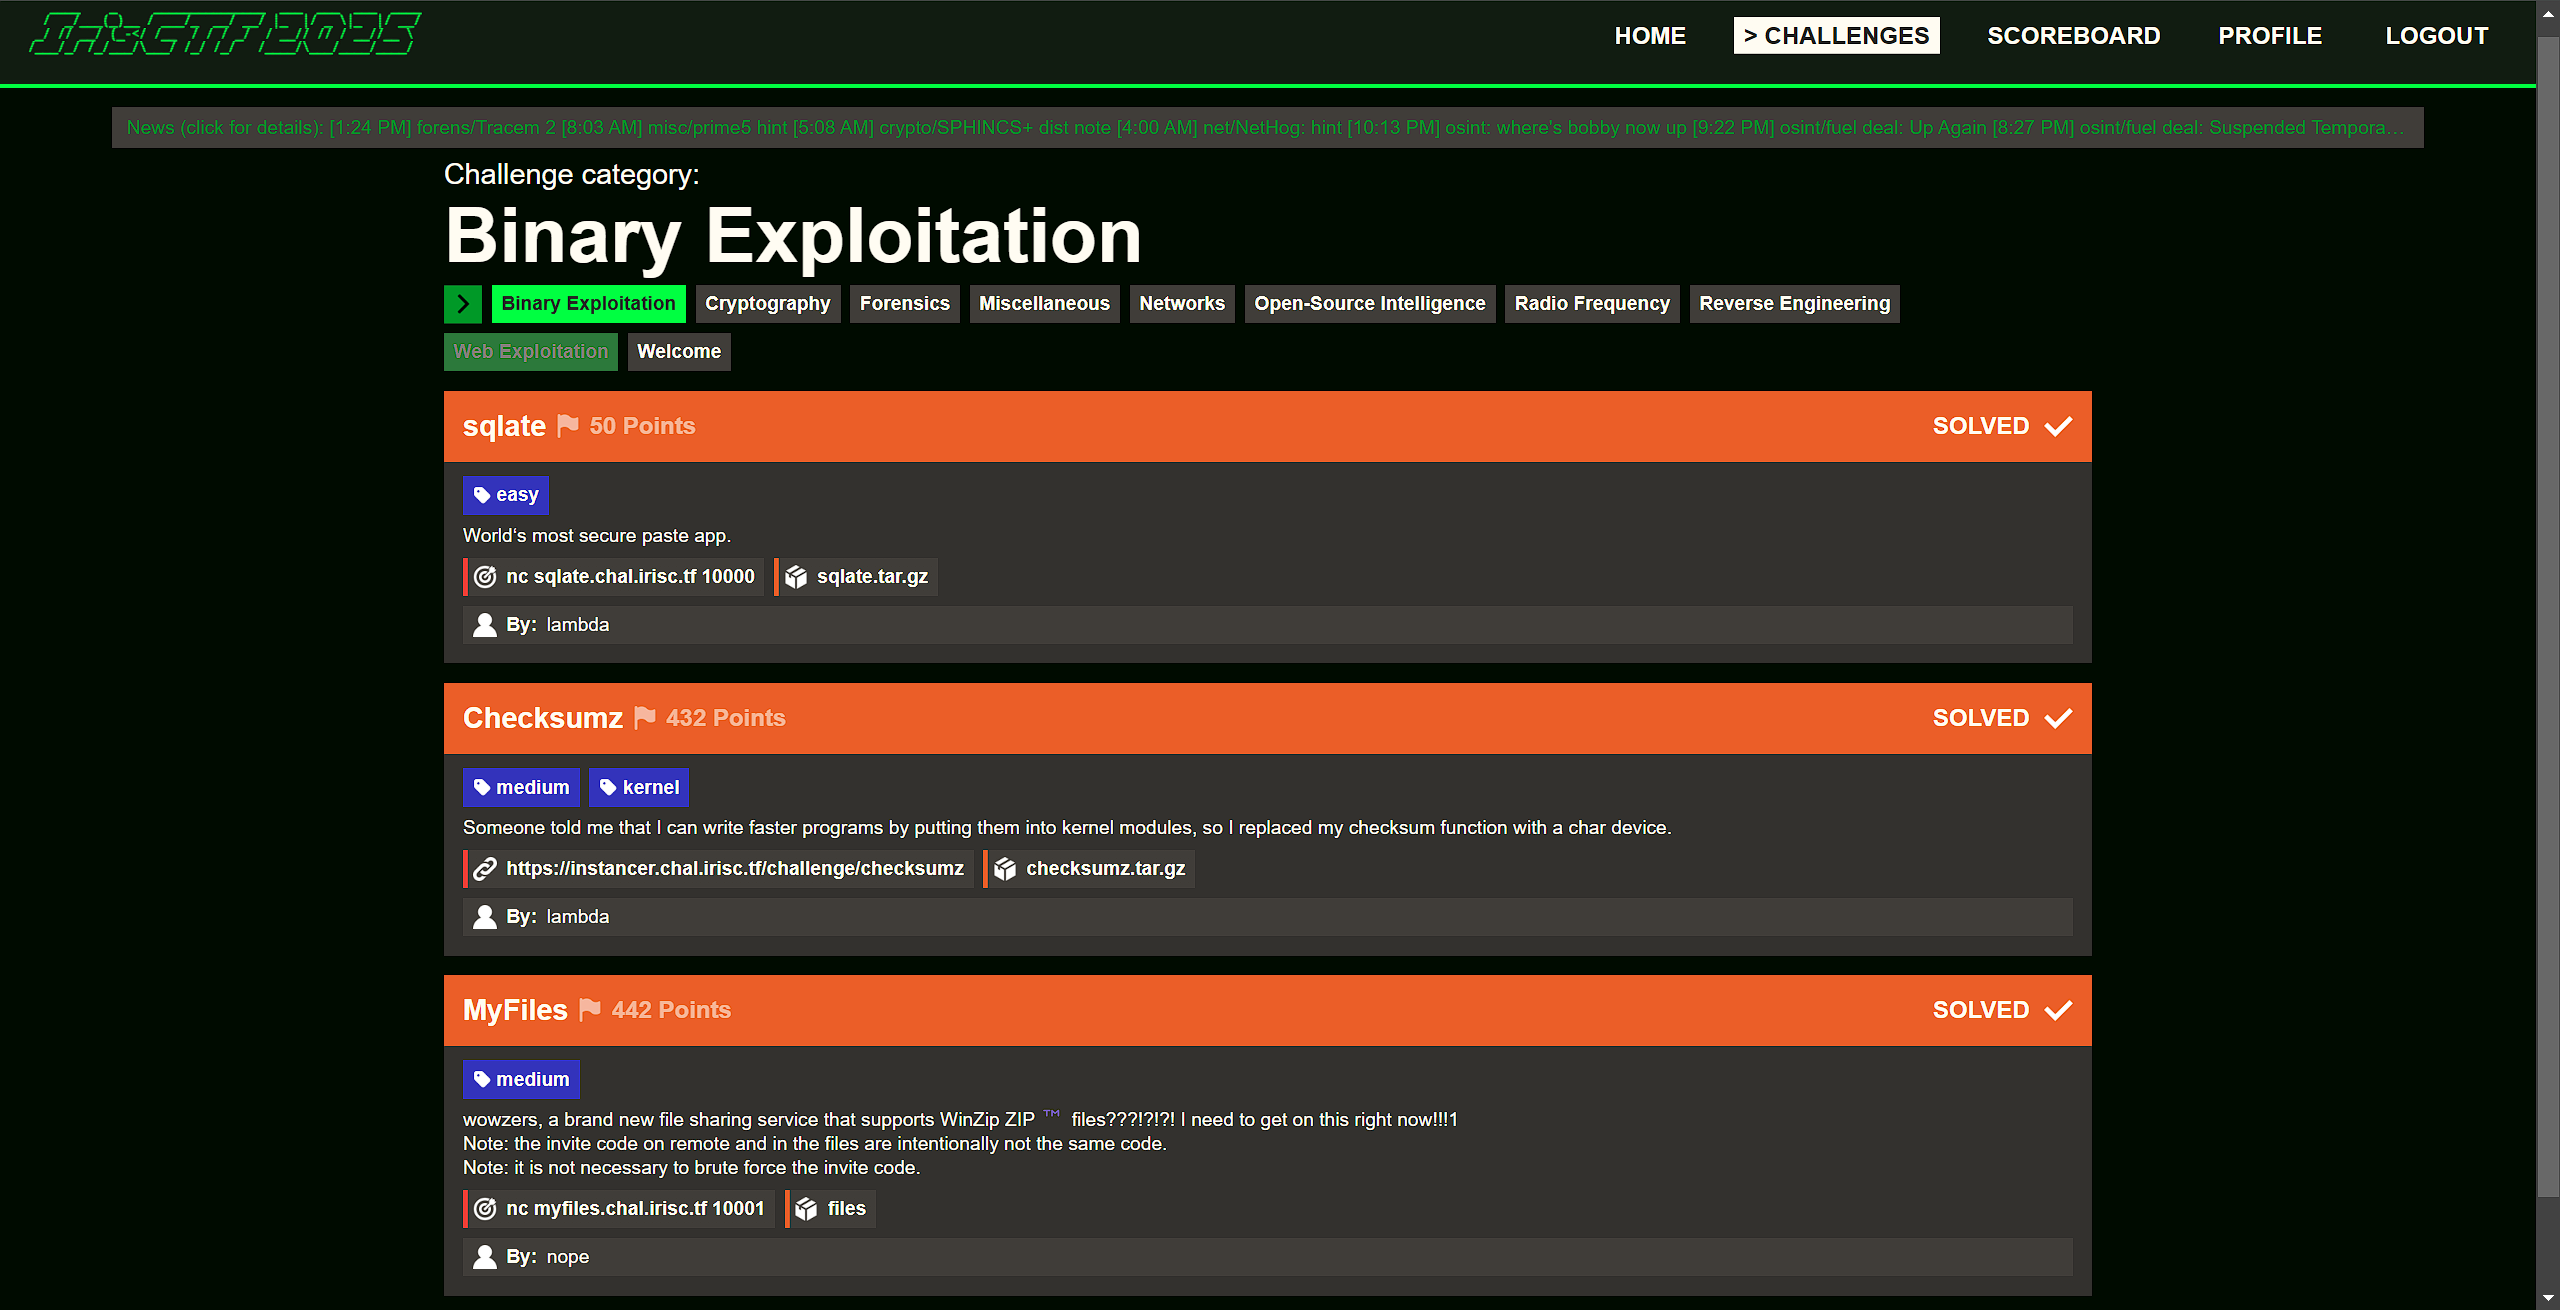 IrisCTF 2025
HOME
> CHALLENGES
SCOREBOARD
PROFILE
LOGOUT
News (click for details): [1:24 PM] forens/Tracem 2 [8:03 AM] misc/prime5 hint [5:08 AM] crypto/SPHINCS+ dist note [4:00 AM] net/NetHog: hint [10:13 PM] osint: where's bobby now up [9:22 PM] osint/fuel deal: Up Again [8:27 PM] osint/fuel deal: Suspended Tempora...
Challenge category:
Binary Exploitation
Binary Exploitation
Cryptography
Forensics
Miscellaneous
Networks
Open-Source Intelligence
Radio Frequency
Reverse Engineering
Web Exploitation
Welcome
sqlate 50 Points
SOLVED
easy
World‘s most secure paste app.
nc sqlate.chal.irisc.tf 10000
sqlate.tar.gz
By: lambda
Checksumz 432 Points
SOLVED
medium
kernel
Someone told me that I can write faster programs by putting them into kernel modules, so I replaced my checksum function with a char device.
https://instancer.chal.irisc.tf/challenge/checksumz
checksumz.tar.gz
By: lambda
MyFiles 442 Points
SOLVED
medium
wowzers, a brand new file sharing service that supports WinZip ZIP ™ files???!?!?! I need to get on this right now!!!1
Note: the invite code on remote and in the files are intentionally not the same code.
Note: it is not necessary to brute force the invite code.
nc myfiles.chal.irisc.tf 10001
files
By: nope